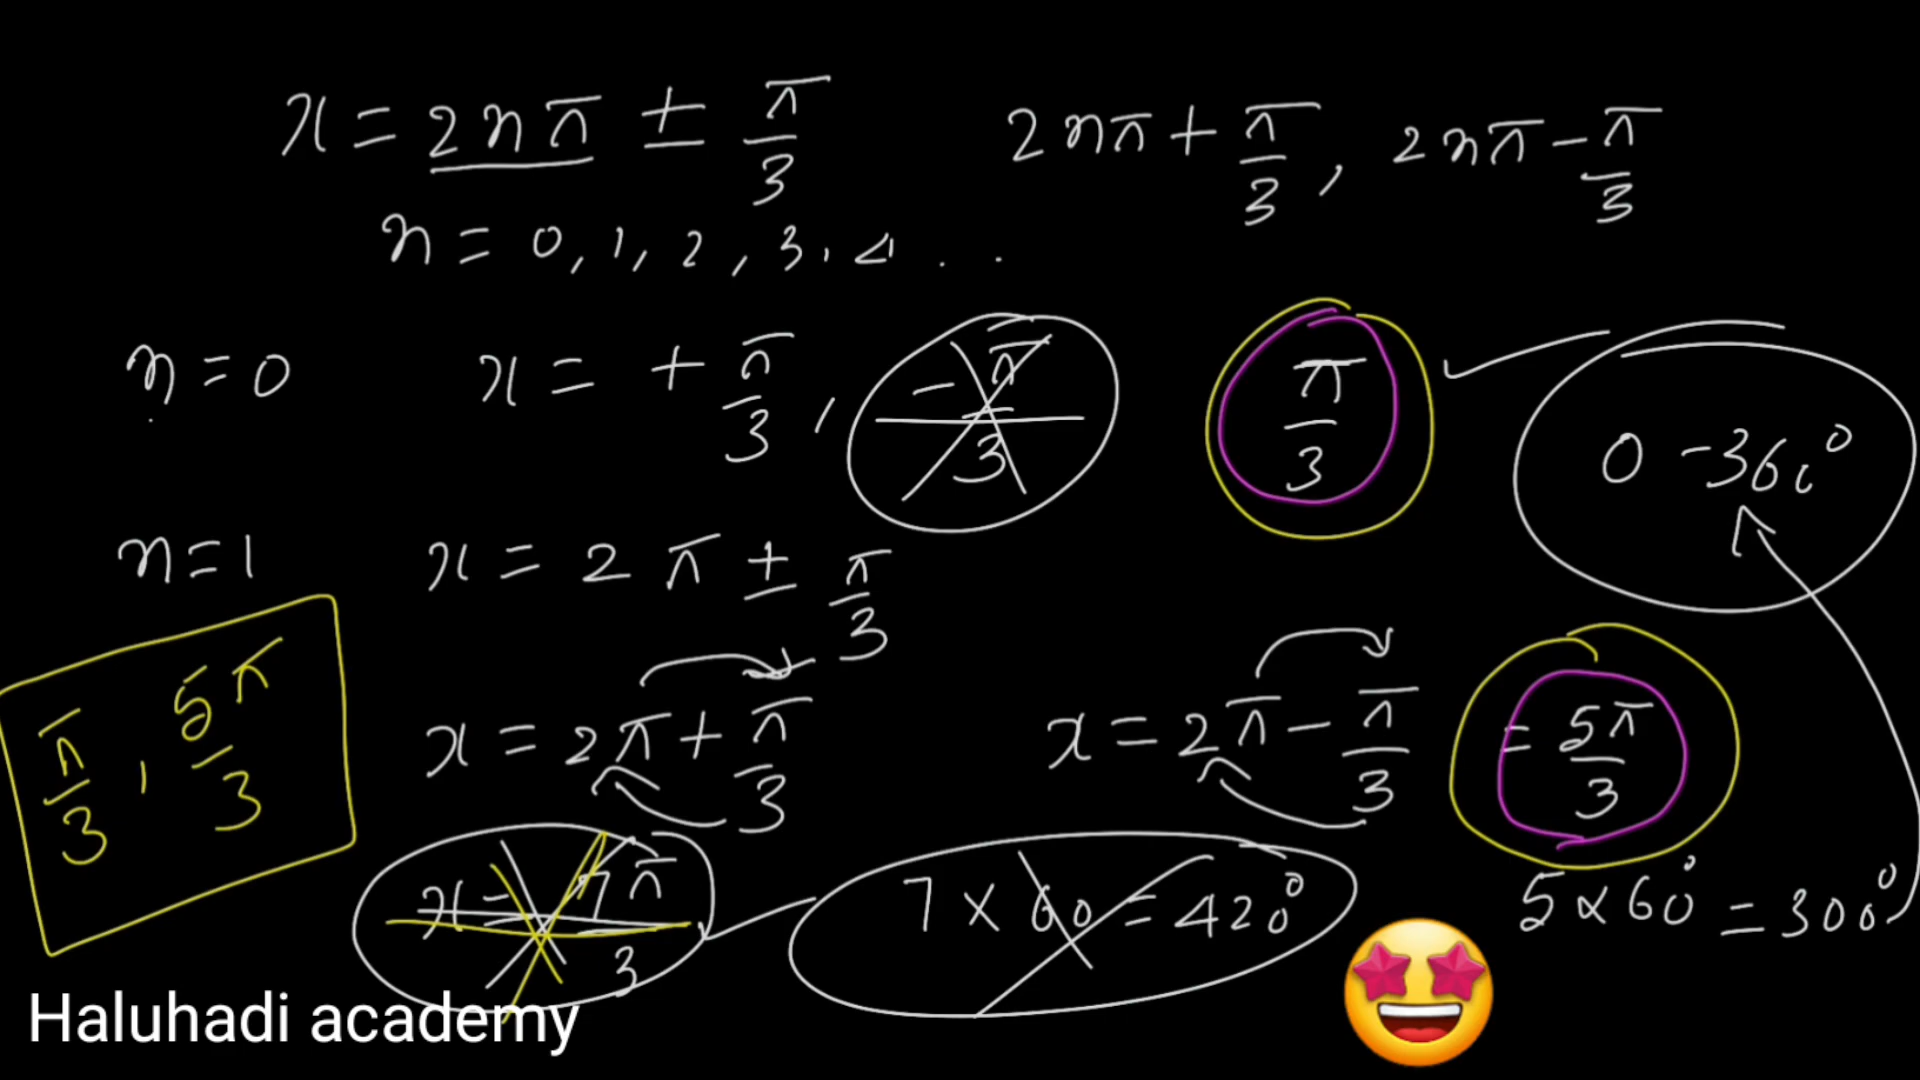 x = 2nπ ± π/3    2nπ + π/3, 2nπ - π/3
n = 0, 1, 2, 3, 4 . .
n = 0    x = + π/3, - π/3    π/3    0 - 360°
n = 1    x = 2π ± π/3
π/3, 5π/3
x = 2π + π/3    x = 2π - π/3 = 5π/3
x = 7π/3    7 × 60 = 420°    5 × 60° = 300°
Haluhadi academy